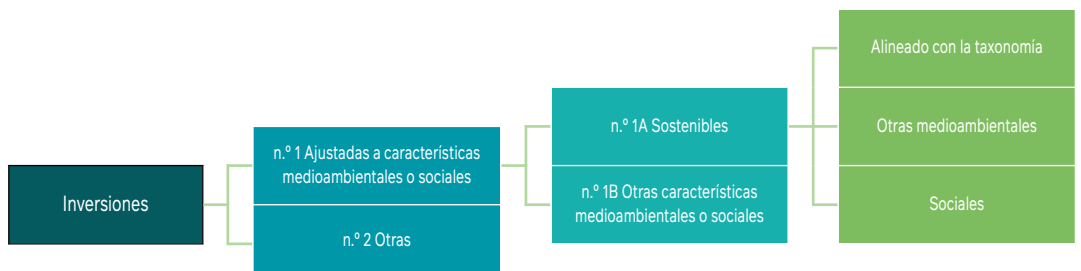 Inversiones
n.º 1 Ajustadas a características
medioambientales o sociales
n.º 2 Otras
n.º 1A Sostenibles
n.º 1B Otras características
medioambientales o sociales
Alineado con la taxonomía
Otras medioambientales
Sociales